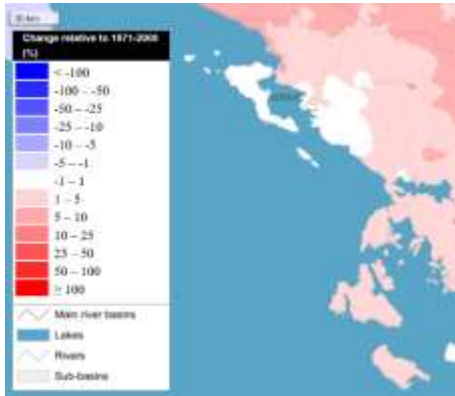 Change relative to 1971-2005
(%)
< -100
-100 – -50
-50 – -25
-25 – -10
-10 – -5
-5 – -1
-1 – 1
1 – 5
5 – 10
10 – 25
25 – 50
50 – 100
≥ 100
Main river basins
Lakes
Rivers
Sub-basins